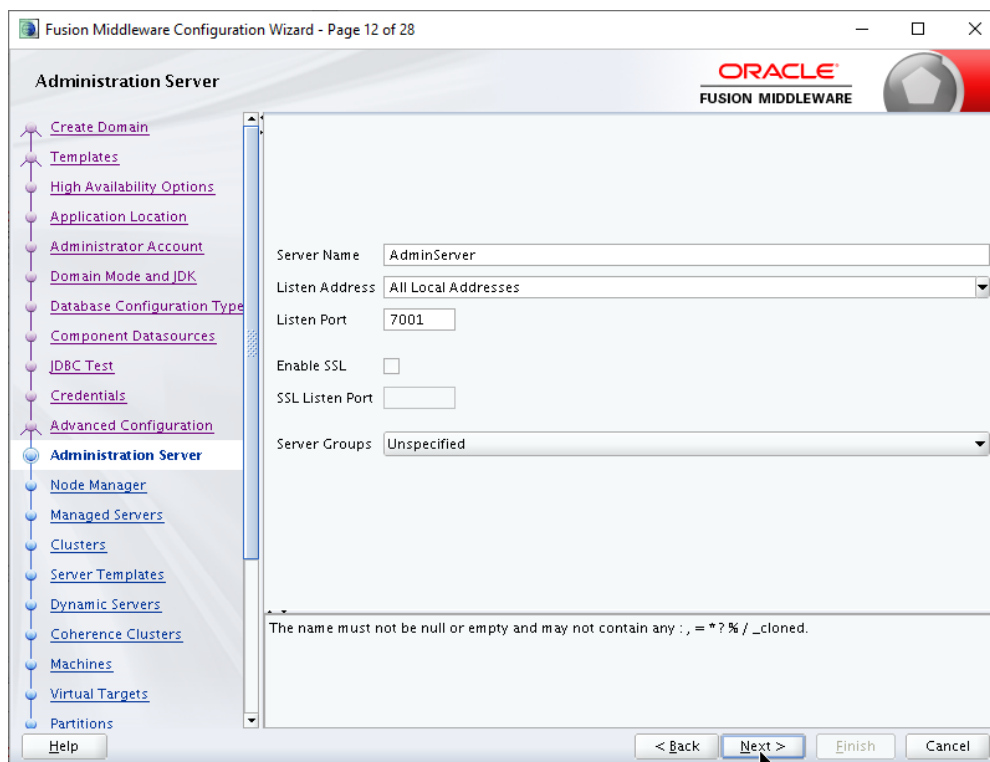 Fusion Middleware Configuration Wizard - Page 12 of 28
Administration Server
ORACLE
FUSION MIDDLEWARE
Create Domain
Templates
High Availability Options
Application Location
Administrator Account
Domain Mode and JDK
Database Configuration Type
Component Datasources
JDBC Test
Credentials
Advanced Configuration
Administration Server
Node Manager
Managed Servers
Clusters
Server Templates
Dynamic Servers
Coherence Clusters
Machines
Virtual Targets
Partitions
Server Name AdminServer
Listen Address All Local Addresses
Listen Port 7001
Enable SSL
SSL Listen Port
Server Groups Unspecified
The name must not be null or empty and may not contain any : , = * ? % / _cloned.
Help
< Back Next > Finish Cancel